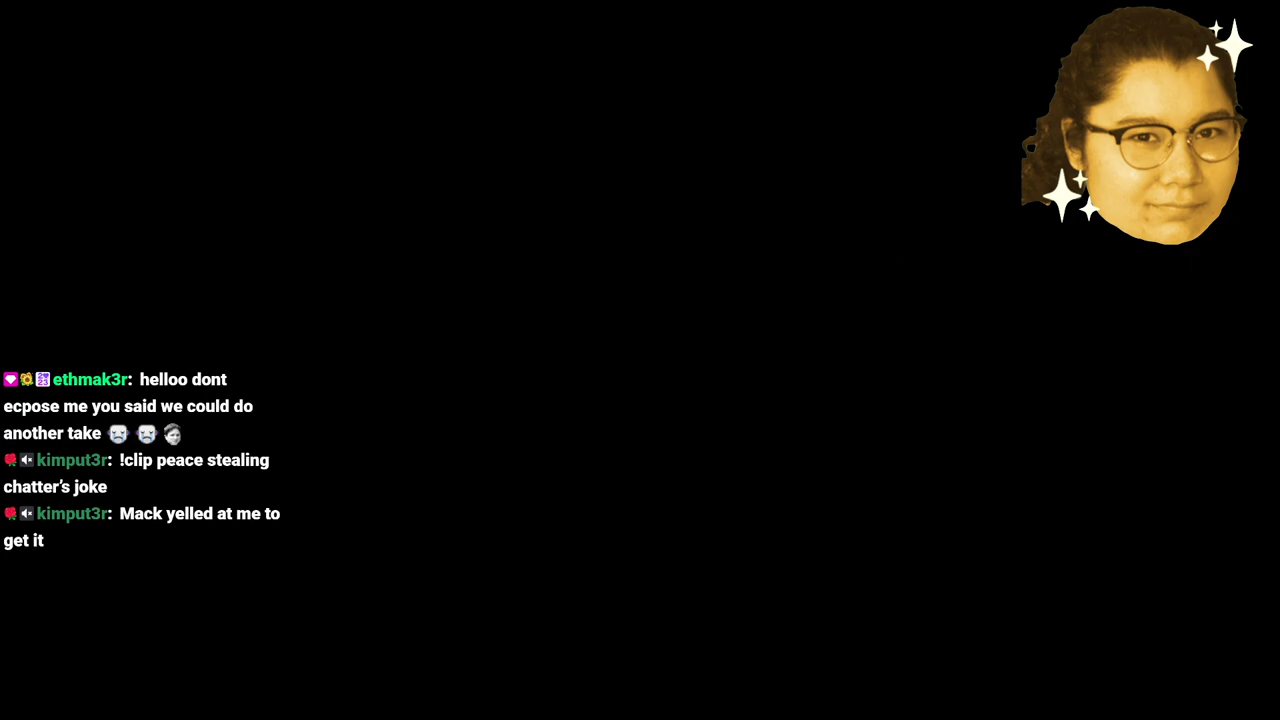 ethmak3r: helloo dont
ecpose me you said we could do
another take
kimput3r: !clip peace stealing
chatter’s joke
kimput3r: Mack yelled at me to
get it